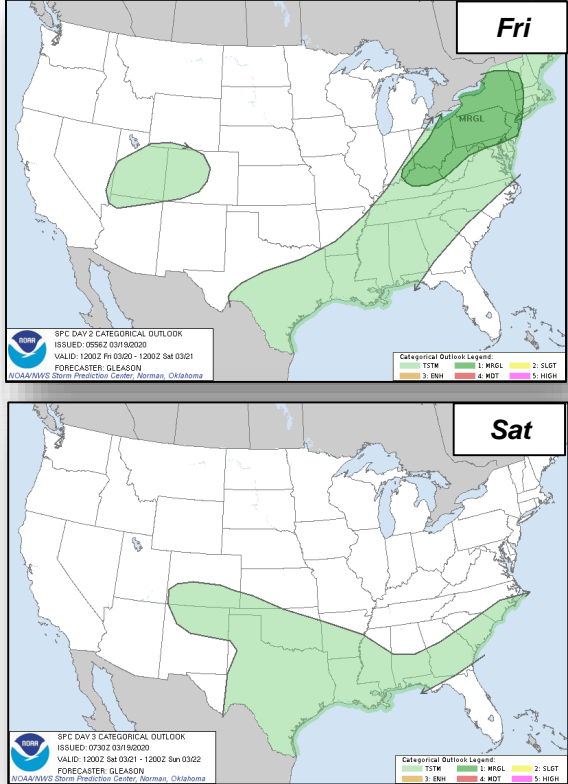 Fri
MRGL
SPC DAY 2 CATEGORICAL OUTLOOK
ISSUED: 0556Z 03/19/2020
VALID: 1200Z Fri 03/20 - 1200Z Sat 03/21
FORECASTER: GLEASON
NOAA/NWS Storm Prediction Center, Norman, Oklahoma
NOAA
Categorical Outlook Legend:
TSTM 1: MRGL 2: SLGT
3: ENH 4: MDT 5: HIGH
Sat
SPC DAY 3 CATEGORICAL OUTLOOK
ISSUED: 0730Z 03/19/2020
VALID: 1200Z Sat 03/21 - 1200Z Sun 03/22
FORECASTER: GLEASON
NOAA/NWS Storm Prediction Center, Norman, Oklahoma
NOAA
Categorical Outlook Legend:
TSTM 1: MRGL 2: SLGT
3: ENH 4: MDT 5: HIGH